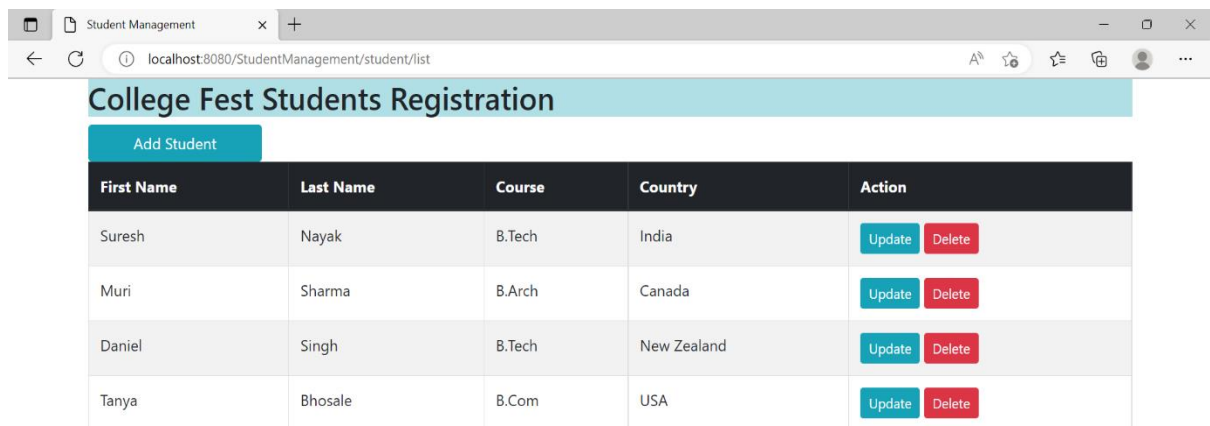 Student Management
localhost:8080/StudentManagement/student/list
College Fest Students Registration
Add Student
First Name Last Name Course Country Action
Suresh Nayak B.Tech India Update Delete
Muri Sharma B.Arch Canada Update Delete
Daniel Singh B.Tech New Zealand Update Delete
Tanya Bhosale B.Com USA Update Delete